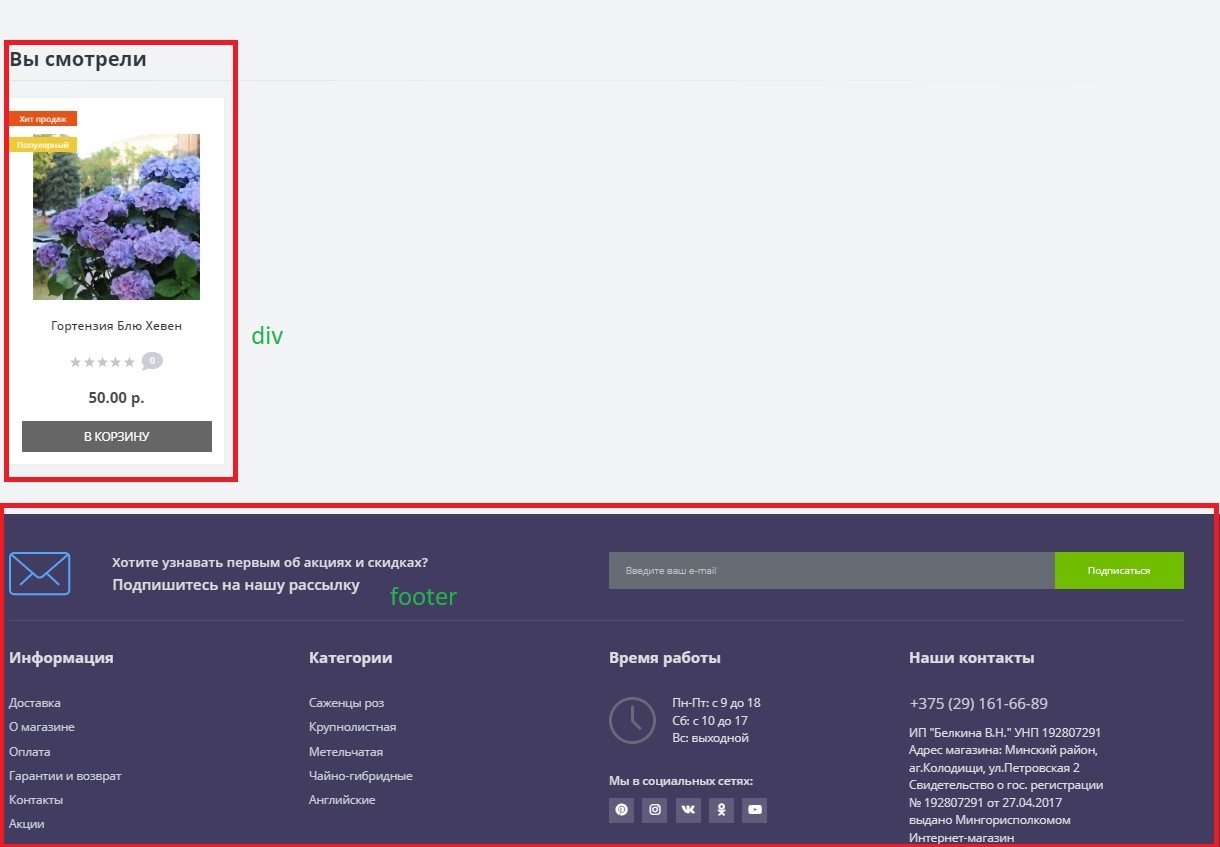 Вы смотрели
Хит продаж
Популярный
Гортензия Блю Хевен
0
50.00 р.
В КОРЗИНУ
div
Хотите узнавать первым об акциях и скидках?
Подпишитесь на нашу рассылку
footer
Введите ваш e-mail
Подписаться
Информация
Доставка
О магазине
Оплата
Гарантии и возврат
Контакты
Акции
Категории
Саженцы роз
Крупнолистная
Метельчатая
Чайно-гибридные
Английские
Время работы
Пн-Пт: с 9 до 18
Сб: с 10 до 17
Вс: выходной
Мы в социальных сетях:
Наши контакты
+375 (29) 161-66-89
ИП "Белкина В.Н." УНП 192807291
Адрес магазина: Минский район,
аг.Колодищи, ул.Петровская 2
Свидетельство о гос. регистрации
№ 192807291 от 27.04.2017
выдано Мингорисполкомом
Интернет-магазин